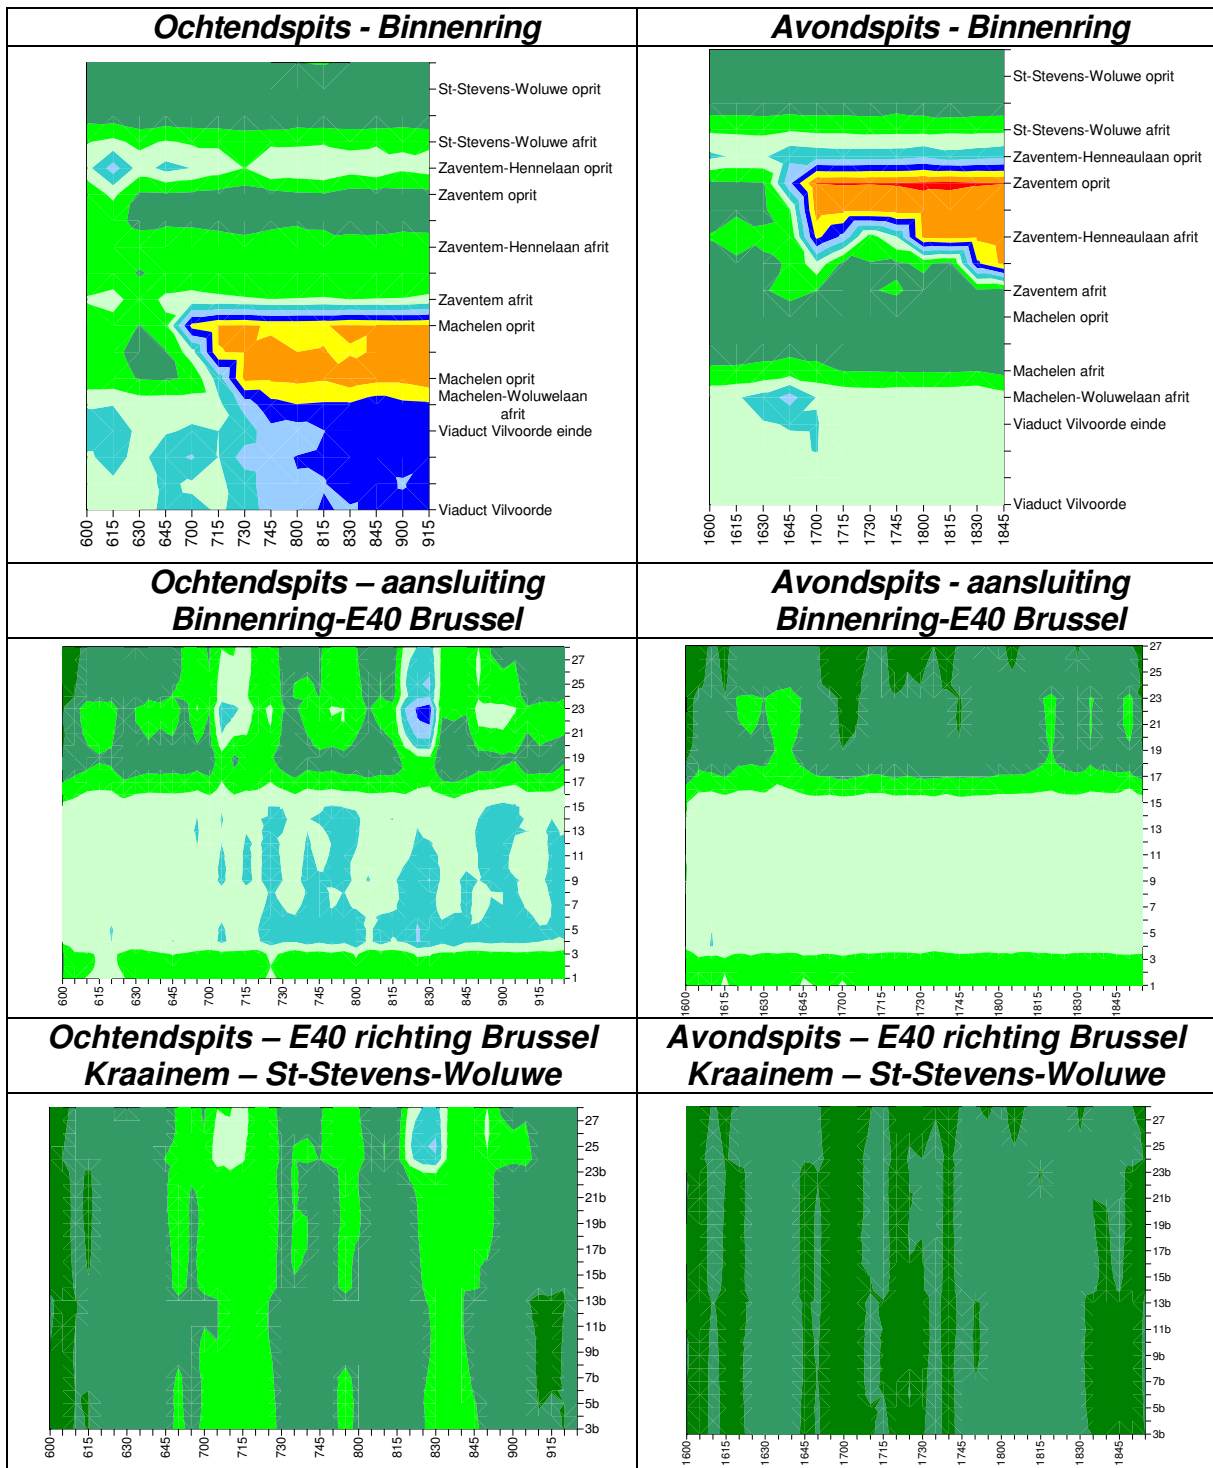 Ochtendspits - Binnenring
Avondspits - Binnenring
St-Stevens-Woluwe oprit
St-Stevens-Woluwe afrit
Zaventem-Hennelaan oprit
Zaventem oprit
Zaventem-Hennelaan afrit
Zaventem afrit
Machelen oprit
Machelen oprit
Machelen-Woluwelaan
afrit
Viaduct Vilvoorde einde
Viaduct Vilvoorde
600 615 630 645 700 715 730 745 800 815 830 845 900 915
St-Stevens-Woluwe oprit
St-Stevens-Woluwe afrit
Zaventem-Henneaulaan oprit
Zaventem oprit
Zaventem-Henneaulaan afrit
Zaventem afrit
Machelen oprit
Machelen afrit
Machelen-Woluwelaan afrit
Viaduct Vilvoorde einde
Viaduct Vilvoorde
1600 1615 1630 1645 1700 1715 1730 1745 1800 1815 1830 1845
Ochtendspits – aansluiting
Binnenring-E40 Brussel
Avondspits - aansluiting
Binnenring-E40 Brussel
27
25
23
21
19
17
15
13
11
9
7
5
3
1
600 615 630 645 700 715 730 745 800 815 830 845 900 915
27
25
23
21
19
17
15
13
11
9
7
5
3
1
1600 1615 1630 1645 1700 1715 1730 1745 1800 1815 1830 1845
Ochtendspits – E40 richting Brussel
Kraainem – St-Stevens-Woluwe
Avondspits – E40 richting Brussel
Kraainem – St-Stevens-Woluwe
27
25
23b
21b
19b
17b
15b
13b
11b
9b
7b
5b
3b
600 615 630 645 700 715 730 745 800 815 830 845 900 915
27
25
23b
21b
19b
17b
15b
13b
11b
9b
7b
5b
3b
1600 1615 1630 1645 1700 1715 1730 1745 1800 1815 1830 1845